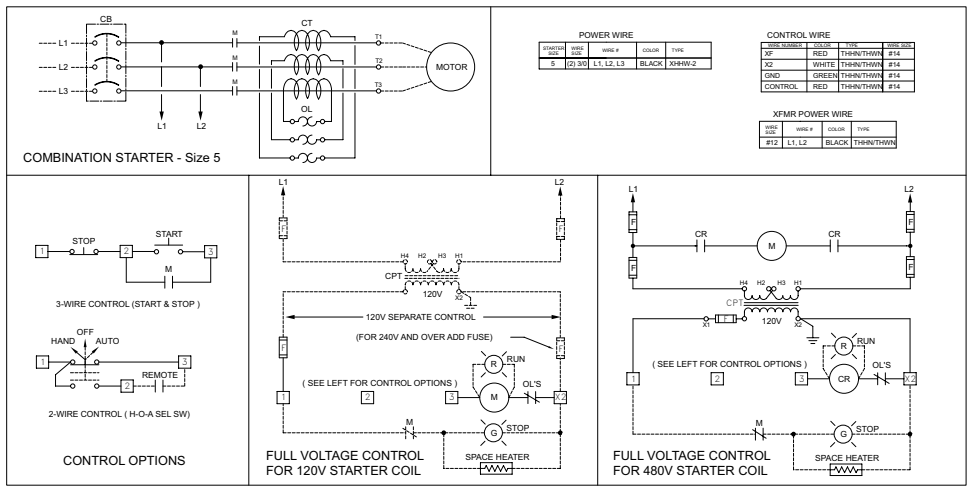 CB
L1
L2
L3
M
M
M
CT
OL
T1
T2
T3
MOTOR
L1 L2
COMBINATION STARTER - Size 5
POWER WIRE
STARTER SIZE WIRE SIZE WIRE # COLOR TYPE
5 (2) 3/0 L1, L2, L3 BLACK XHHW-2
CONTROL WIRE
WIRE NUMBER COLOR TYPE WIRE SIZE
XF RED THHN/THWN #14
X2 WHITE THHN/THWN #14
GND GREEN THHN/THWN #14
CONTROL RED THHN/THWN #14
XFMR POWER WIRE
WIRE SIZE WIRE # COLOR TYPE
#12 L1, L2 BLACK THHN/THWN
STOP START
1 2 3
M
3-WIRE CONTROL (START & STOP )
OFF
HAND AUTO
1 3
REMOTE
2
2-WIRE CONTROL ( H-O-A SEL SW)
CONTROL OPTIONS
L1 L2
F F
H4 H2 H3 H1
CPT
120V X2
120V SEPARATE CONTROL
(FOR 240V AND OVER ADD FUSE)
F F
R RUN
( SEE LEFT FOR CONTROL OPTIONS )
OL'S
1 2 3 M X2
M G STOP
SPACE HEATER
FULL VOLTAGE CONTROL
FOR 120V STARTER COIL
L1 L2
F F
CR M CR
F F
H4 H2 H3 H1
CPT
X1 F 120V X2
R RUN
( SEE LEFT FOR CONTROL OPTIONS )
OL'S
1 2 3 CR X2
M G STOP
SPACE HEATER
FULL VOLTAGE CONTROL
FOR 480V STARTER COIL